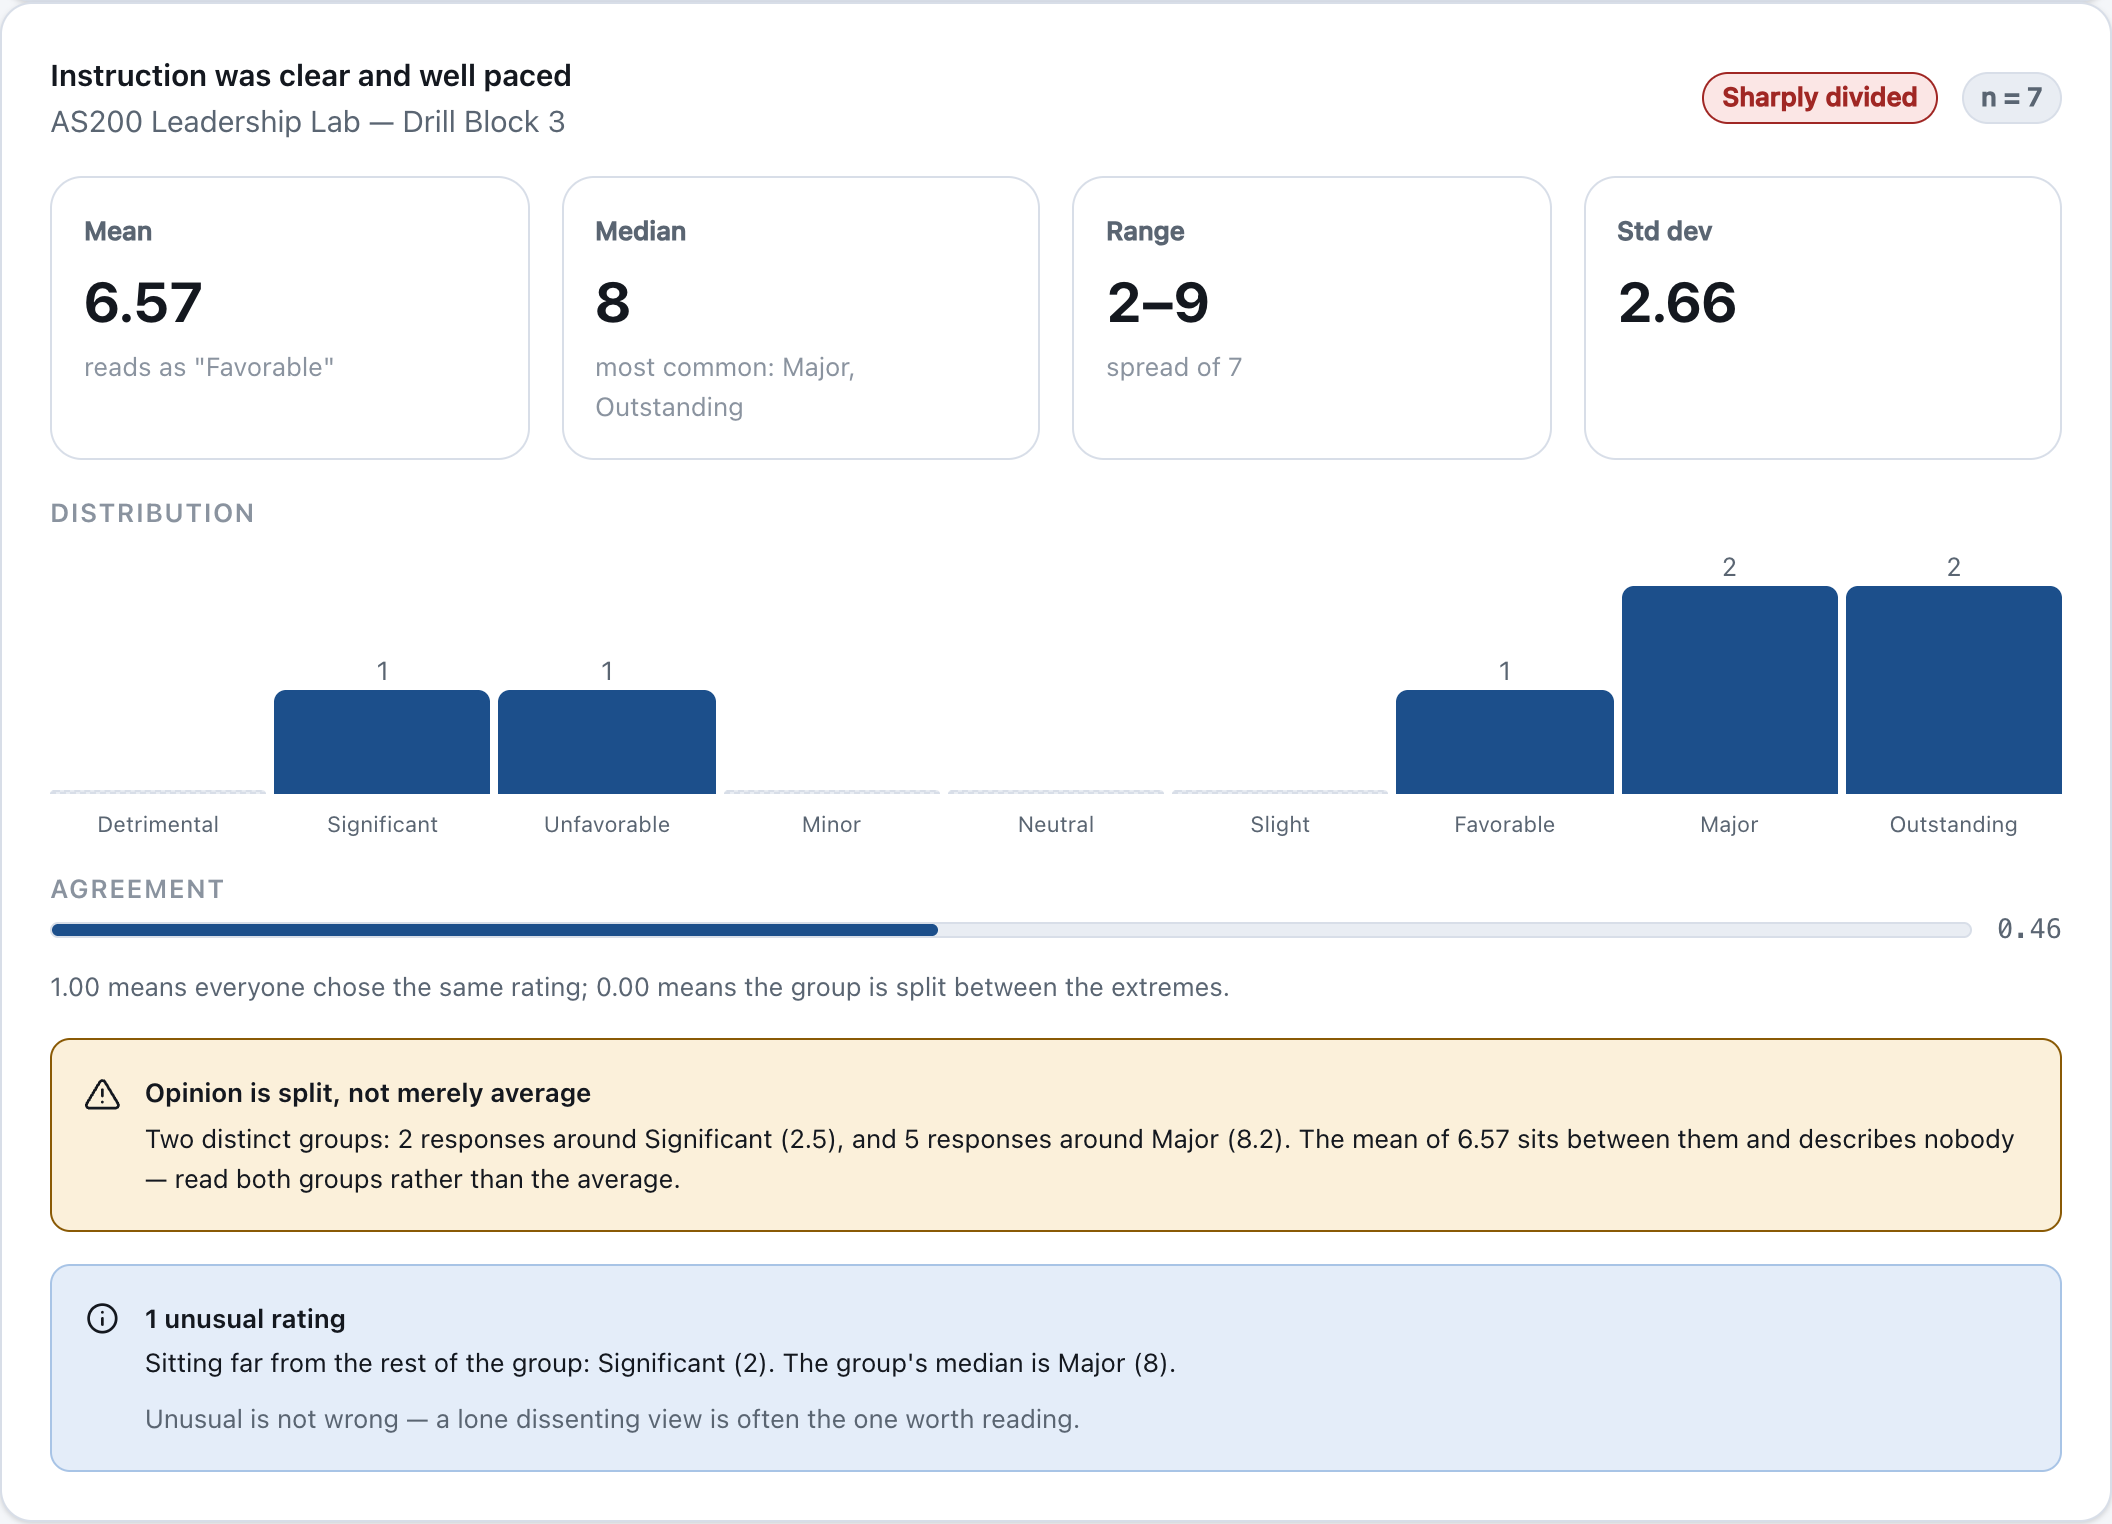 Instruction was clear and well paced
AS200 Leadership Lab — Drill Block 3
Sharply divided
n = 7
Mean
6.57
reads as "Favorable"
Median
8
most common: Major,
Outstanding
Range
2–9
spread of 7
Std dev
2.66
DISTRIBUTION
1
1
1
2
2
Detrimental
Significant
Unfavorable
Minor
Neutral
Slight
Favorable
Major
Outstanding
AGREEMENT
0.46
1.00 means everyone chose the same rating; 0.00 means the group is split between the extremes.
Opinion is split, not merely average
Two distinct groups: 2 responses around Significant (2.5), and 5 responses around Major (8.2). The mean of 6.57 sits between them and describes nobody
— read both groups rather than the average.
1 unusual rating
Sitting far from the rest of the group: Significant (2). The group's median is Major (8).
Unusual is not wrong — a lone dissenting view is often the one worth reading.